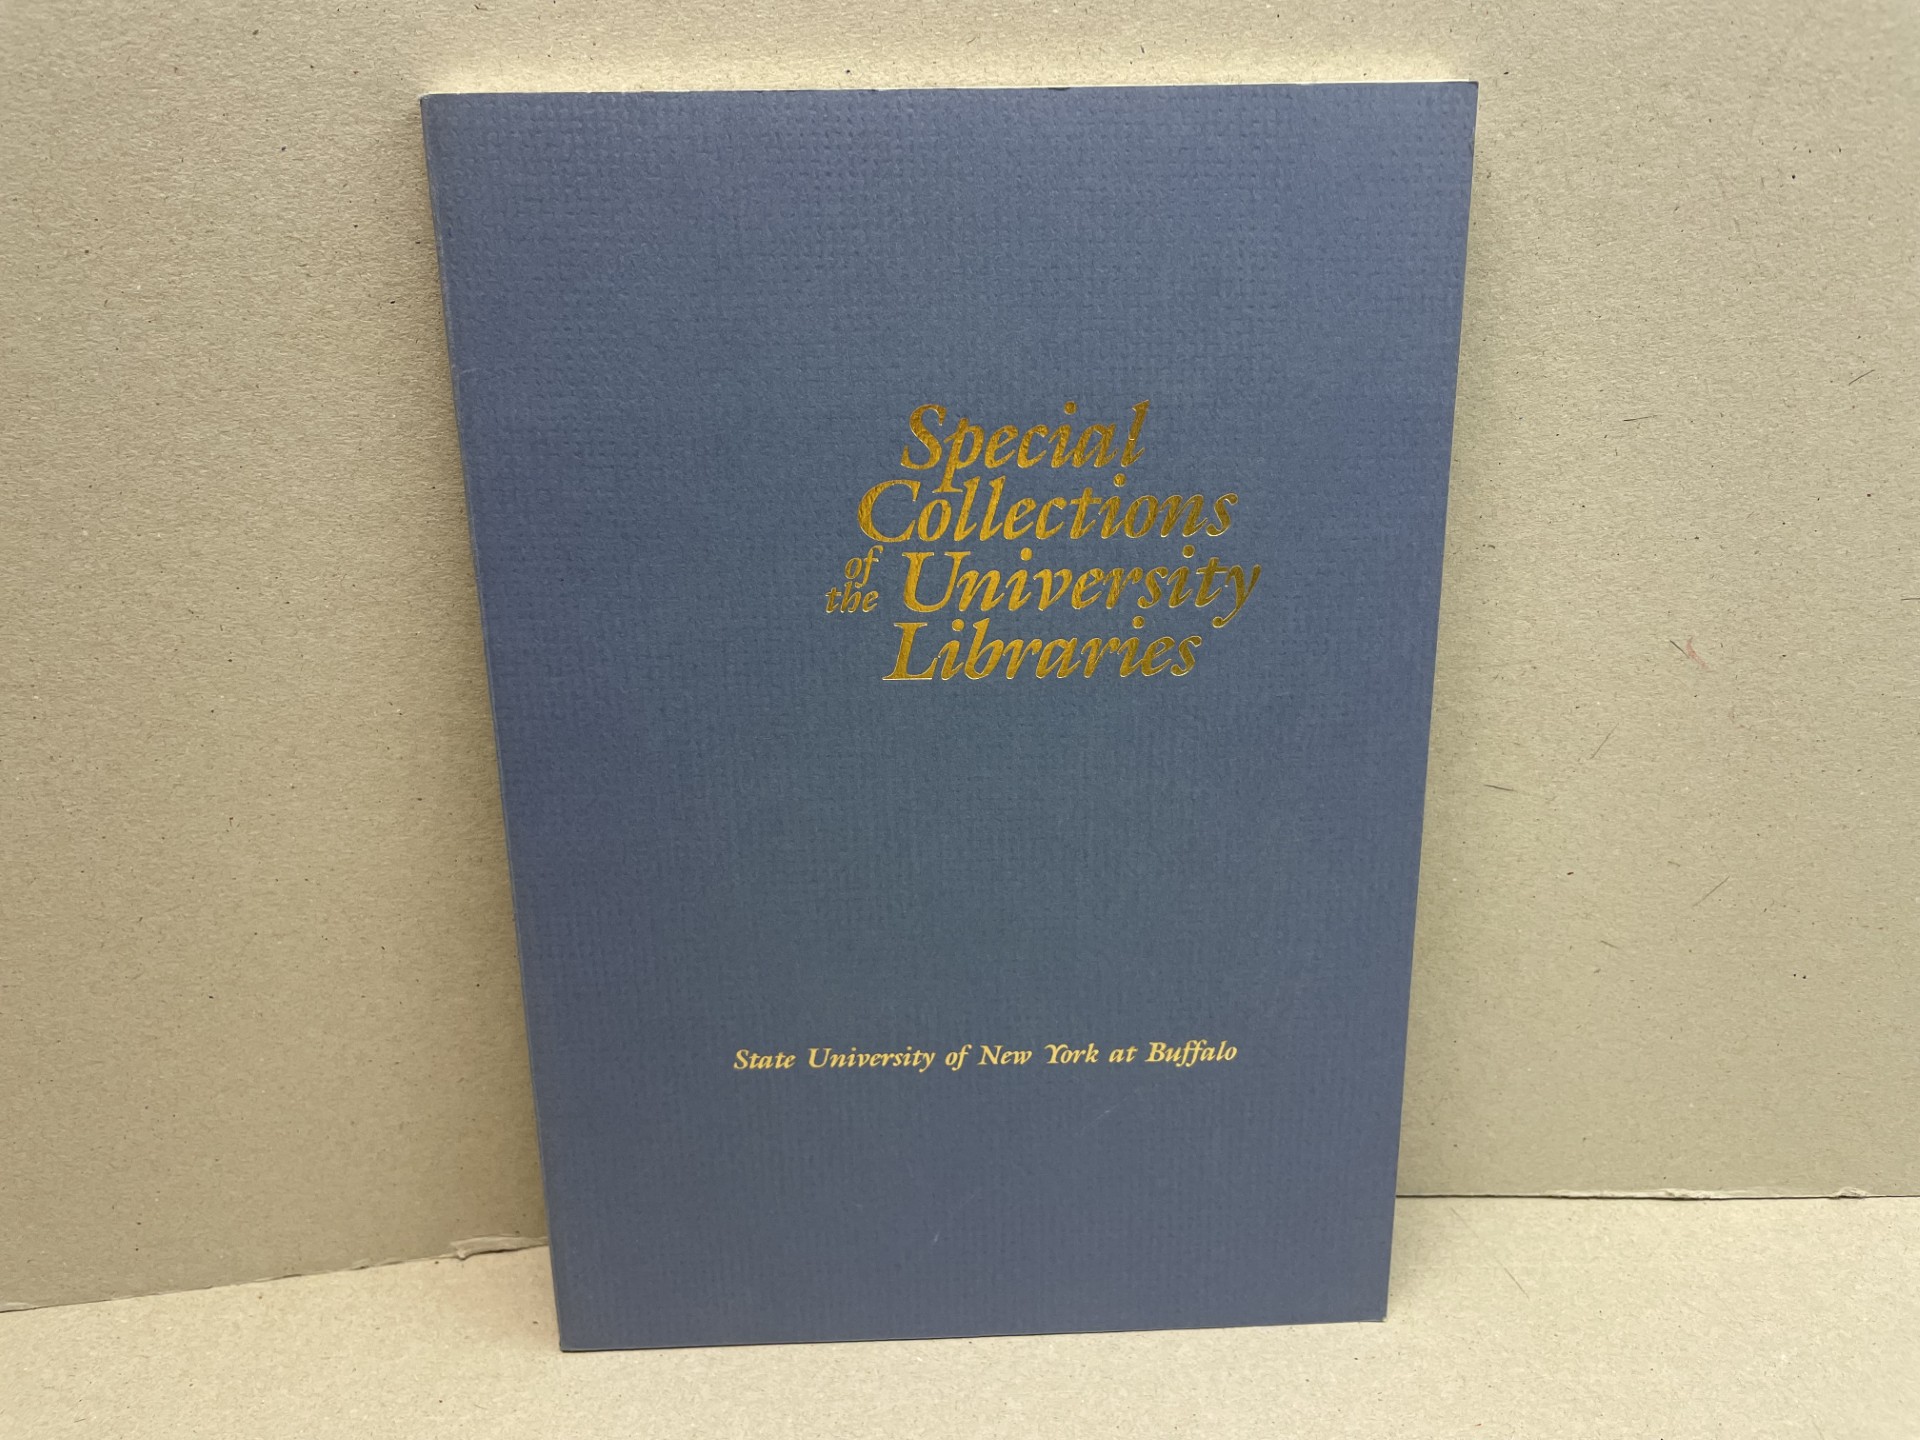 Special
Collections
of the University
Libraries
State University of New York at Buffalo